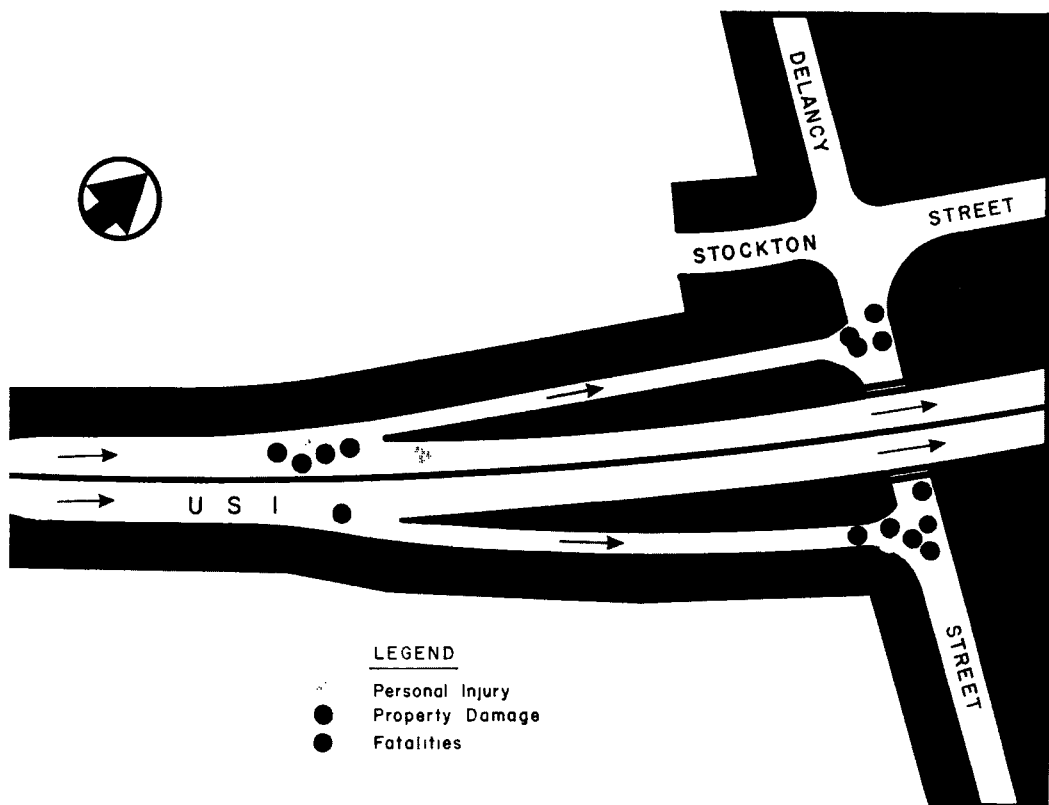 DELANCY
STOCKTON STREET
U S I
STREET
LEGEND
Personal Injury
Property Damage
Fatalities